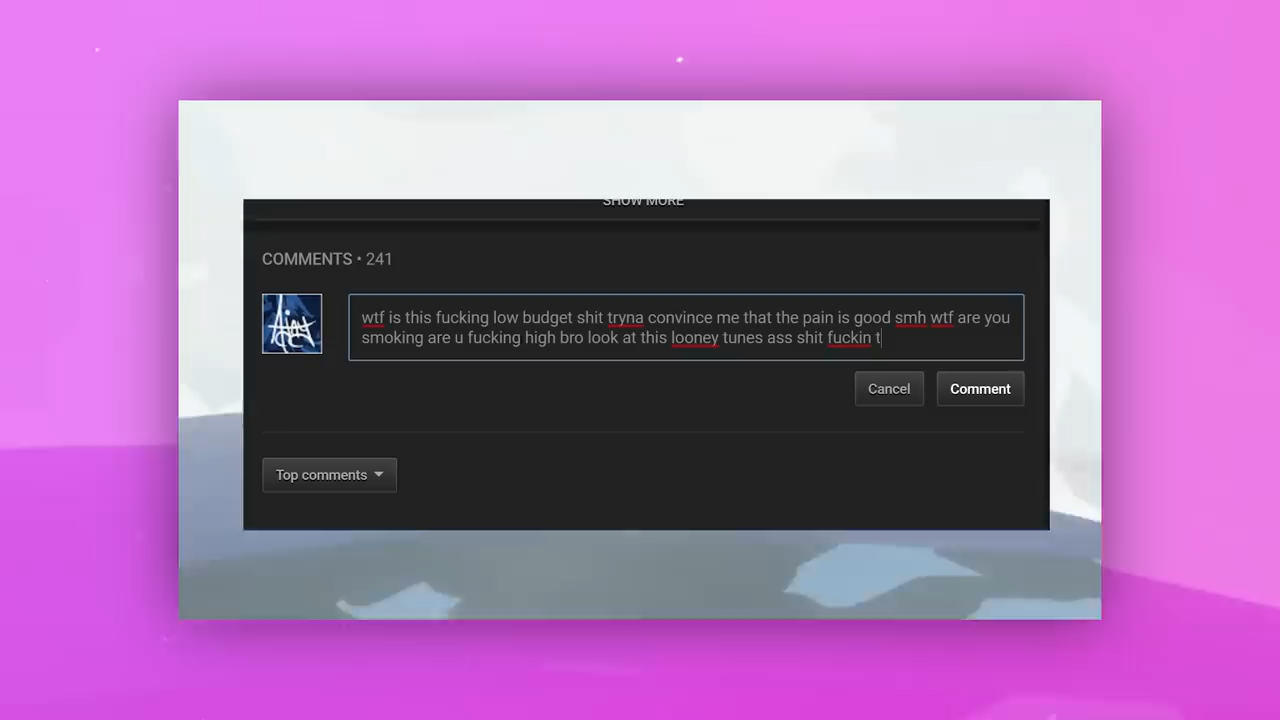 SHOW MORE
COMMENTS • 241
Ajay
wtf is this fucking low budget shit tryna convince me that the pain is good smh wtf are you
smoking are u fucking high bro look at this looney tunes ass shit fuckin t
Cancel
Comment
Top comments